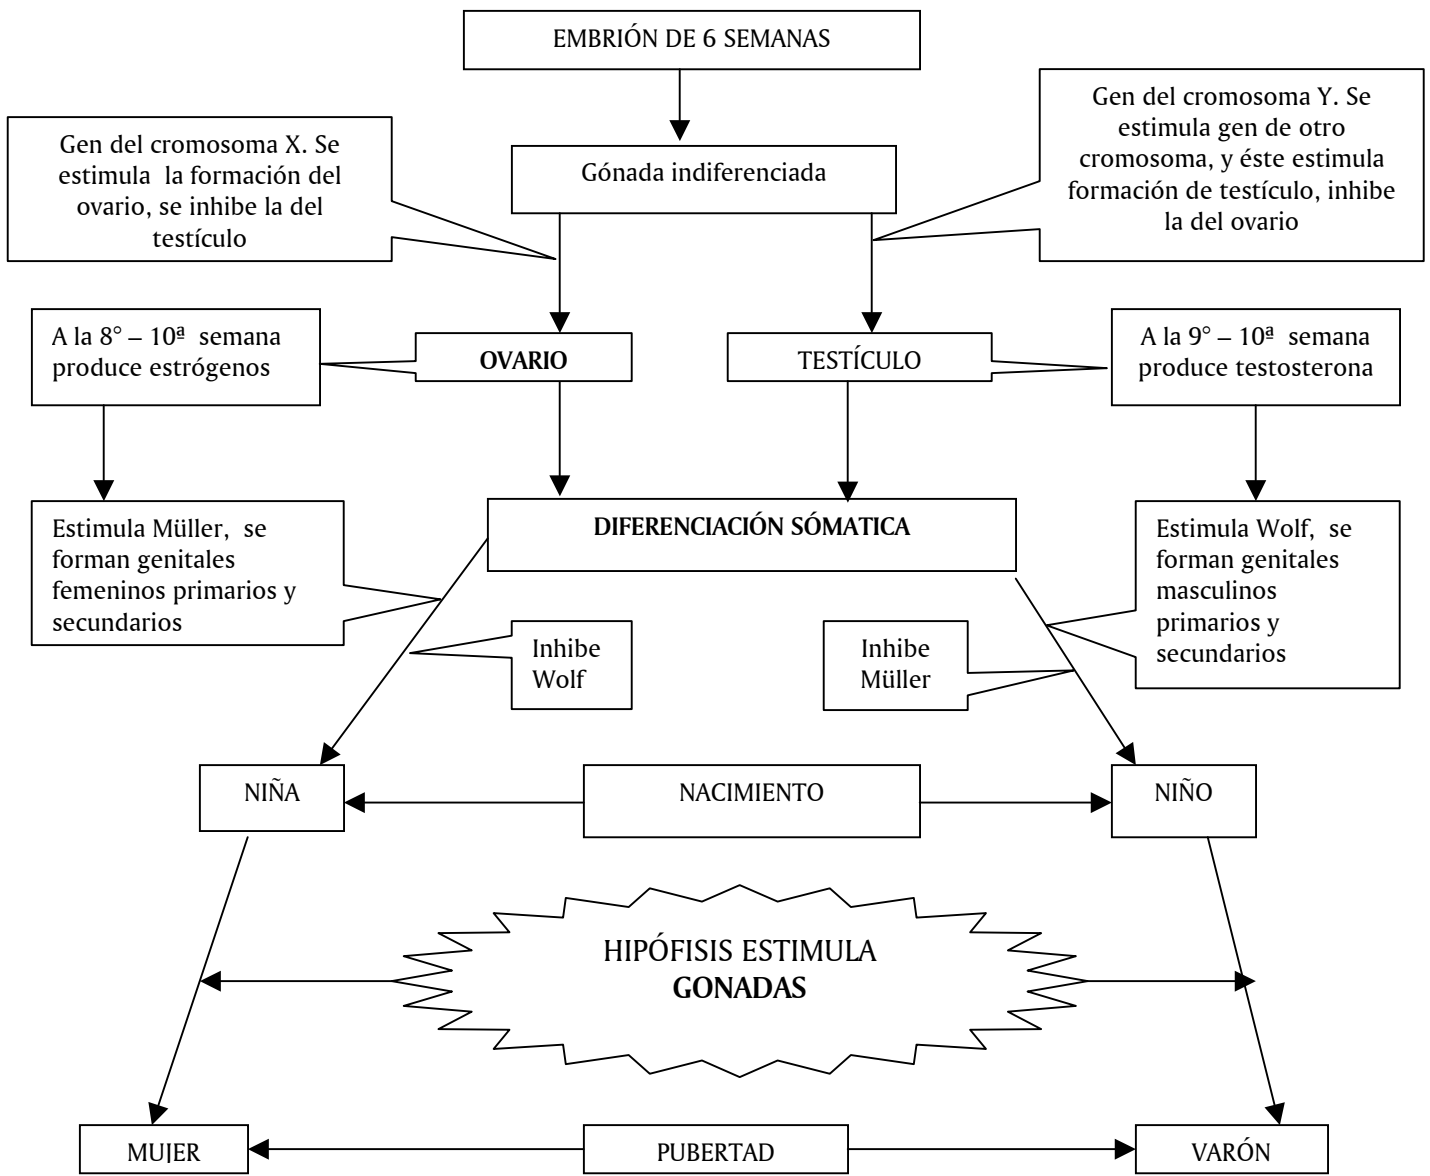 EMBRIÓN DE 6 SEMANAS
Gen del cromosoma X. Se
estimula la formación del
ovario, se inhibe la del
testículo
Gónada indiferenciada
Gen del cromosoma Y. Se
estimula gen de otro
cromosoma, y éste estimula
formación de testículo, inhibe
la del ovario
A la 8° – 10ª semana
produce estrógenos
OVARIO
TESTÍCULO
A la 9° – 10ª semana
produce testosterona
Estimula Müller, se
forman genitales
femeninos primarios y
secundarios
DIFERENCIACIÓN SÓMATICA
Estimula Wolf, se
forman genitales
masculinos
primarios y
secundarios
Inhibe
Wolf
Inhibe
Müller
NIÑA
NACIMIENTO
NIÑO
HIPÓFISIS ESTIMULA
GONADAS
MUJER
PUBERTAD
VARÓN